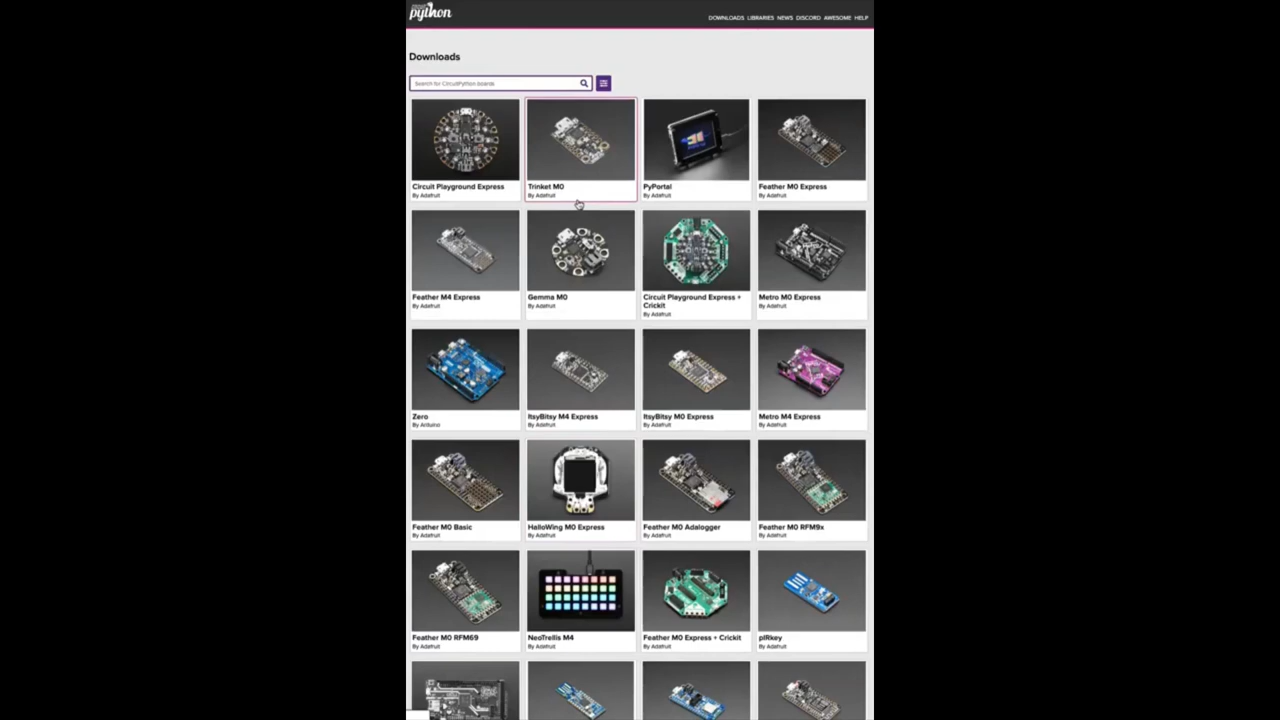 python
DOWNLOADS LIBRARIES NEWS DISCORD AWESOME HELP
Downloads
Search for CircuitPython boards
Circuit Playground Express
By Adafruit
Trinket M0
By Adafruit
PyPortal
By Adafruit
Feather M0 Express
By Adafruit
Feather M4 Express
By Adafruit
Gemma M0
By Adafruit
Circuit Playground Express +
Crickit
By Adafruit
Metro M0 Express
By Adafruit
Zero
By Arduino
ItsyBitsy M4 Express
By Adafruit
ItsyBitsy M0 Express
By Adafruit
Metro M4 Express
By Adafruit
Feather M0 Basic
By Adafruit
HalloWing M0 Express
By Adafruit
Feather M0 Adalogger
By Adafruit
Feather M0 RFM9x
By Adafruit
Feather M0 RFM69
By Adafruit
NeoTrellis M4
By Adafruit
Feather M0 Express + Crickit
By Adafruit
pIRkey
By Adafruit